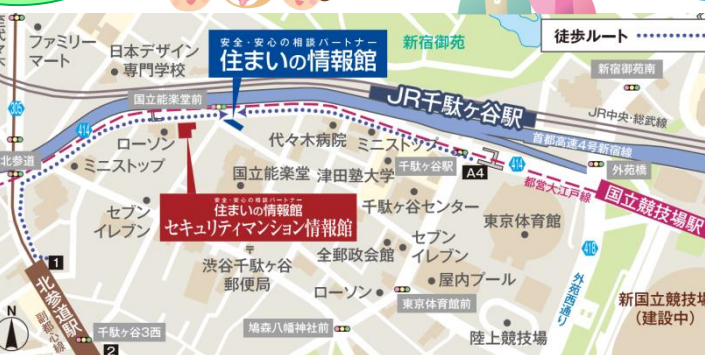 ファミリー
マート
日本デザイン
専門学校
安全・安心の相談パートナー
住まいの情報館
新宿御苑
徒歩ルート
新宿御苑南
国立能楽堂前
JR千駄ケ谷駅
JR中央・総武線
首都高速4号新宿線
305
414
北参道
ローソン
ミニストップ
代々木病院
ミニストップ
千駄ケ谷駅
A4
414
外苑橋
国立能楽堂
津田塾大学
都営大江戸線
国立競技場駅
安全・安心の相談パートナー
住まいの情報館
セキュリティマンション情報館
セブン
イレブン
千駄ケ谷センター
東京体育館
418
渋谷千駄ケ谷
郵便局
全郵政会館
セブン
イレブン
外苑西通り
1
北参道駅
副都心線
屋内プール
ローソン
東京体育館前
新国立競技場
(建設中)
N
千駄ケ谷3西
2
鳩森八幡神社前
陸上競技場